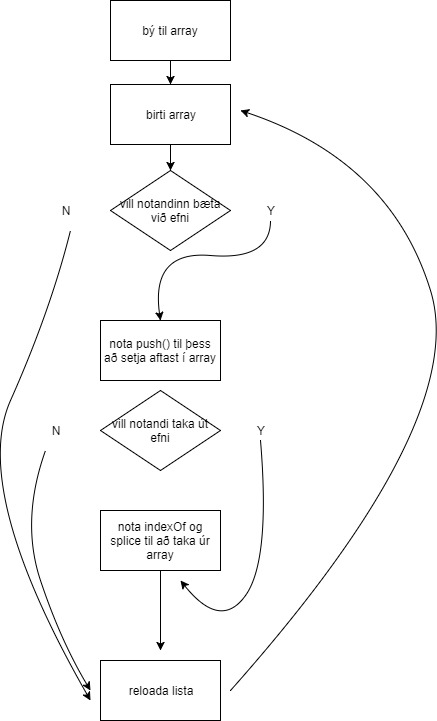 bý til array
birti array
vill notandinn bæta
við efni
N
Y
nota push() til þess
að setja aftast í array
vill notandi taka út
efni
N
Y
nota indexOf og
splice til að taka úr
array
reloada lista